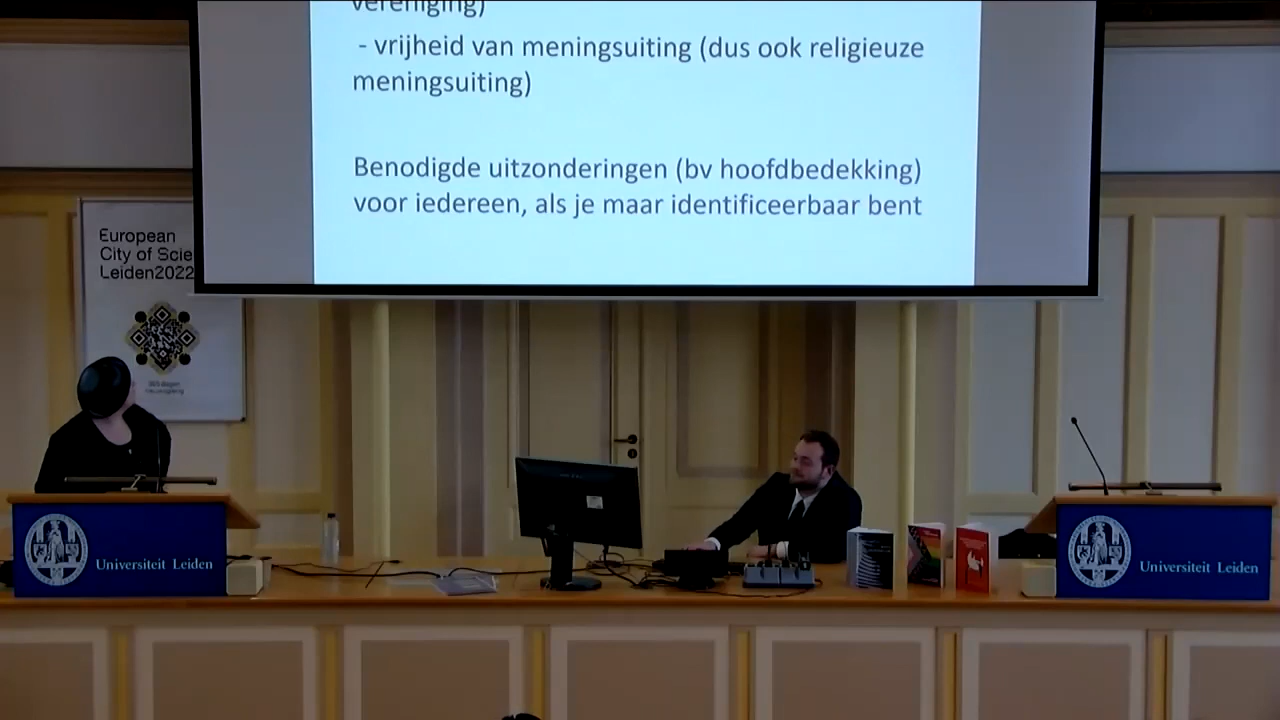 vereniging)
- vrijheid van meningsuiting (dus ook religieuze
meningsuiting)
Benodigde uitzonderingen (bv hoofdbedekking)
voor iedereen, als je maar identificeerbaar bent
European
City of Scie
Leiden2022
Universiteit Leiden
Universiteit Leiden